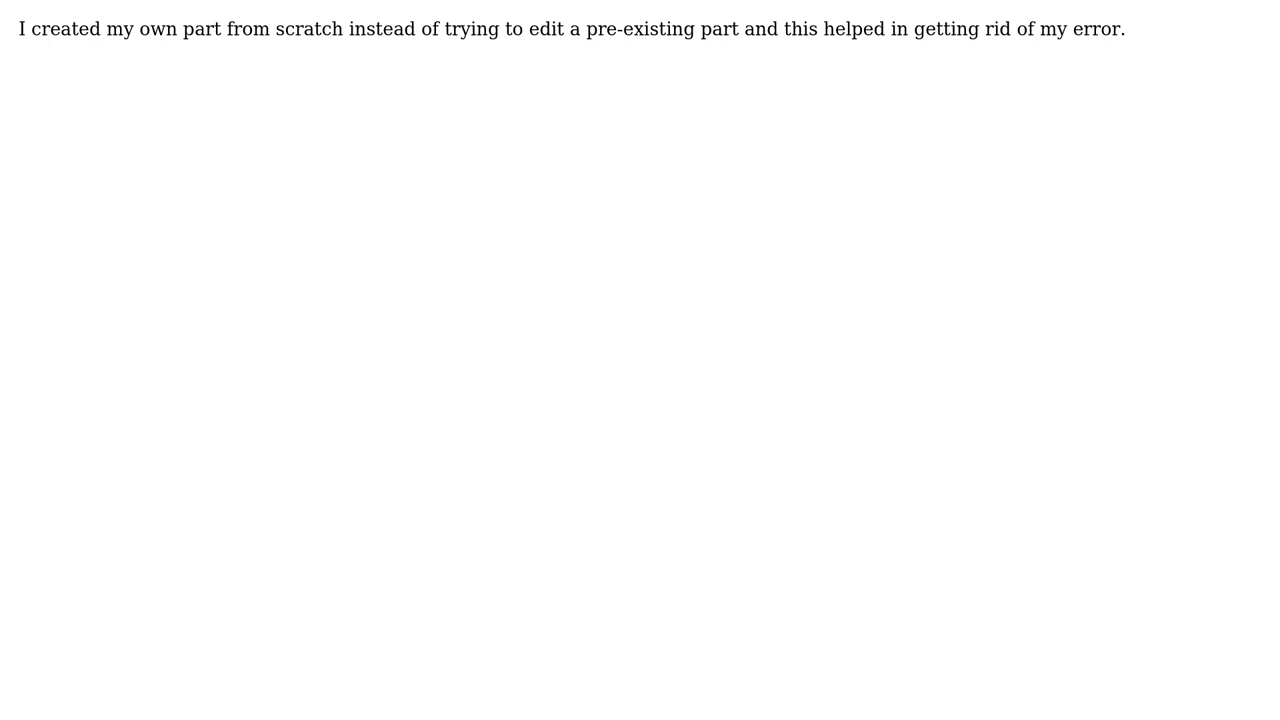 I created my own part from scratch instead of trying to edit a pre-existing part and this helped in getting rid of my error.